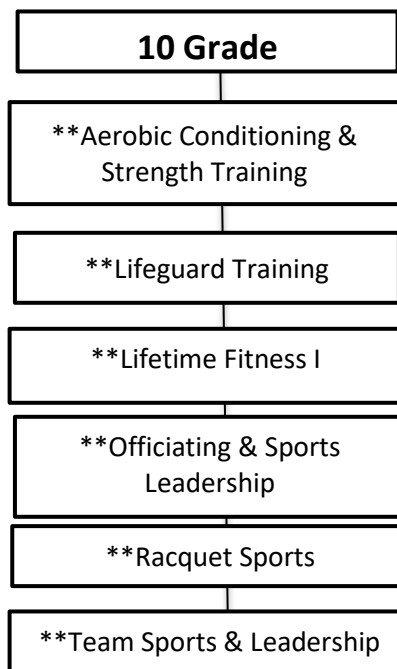 10 Grade
**Aerobic Conditioning &
Strength Training
**Lifeguard Training
**Lifetime Fitness I
**Officiating & Sports
Leadership
**Racquet Sports
**Team Sports & Leadership